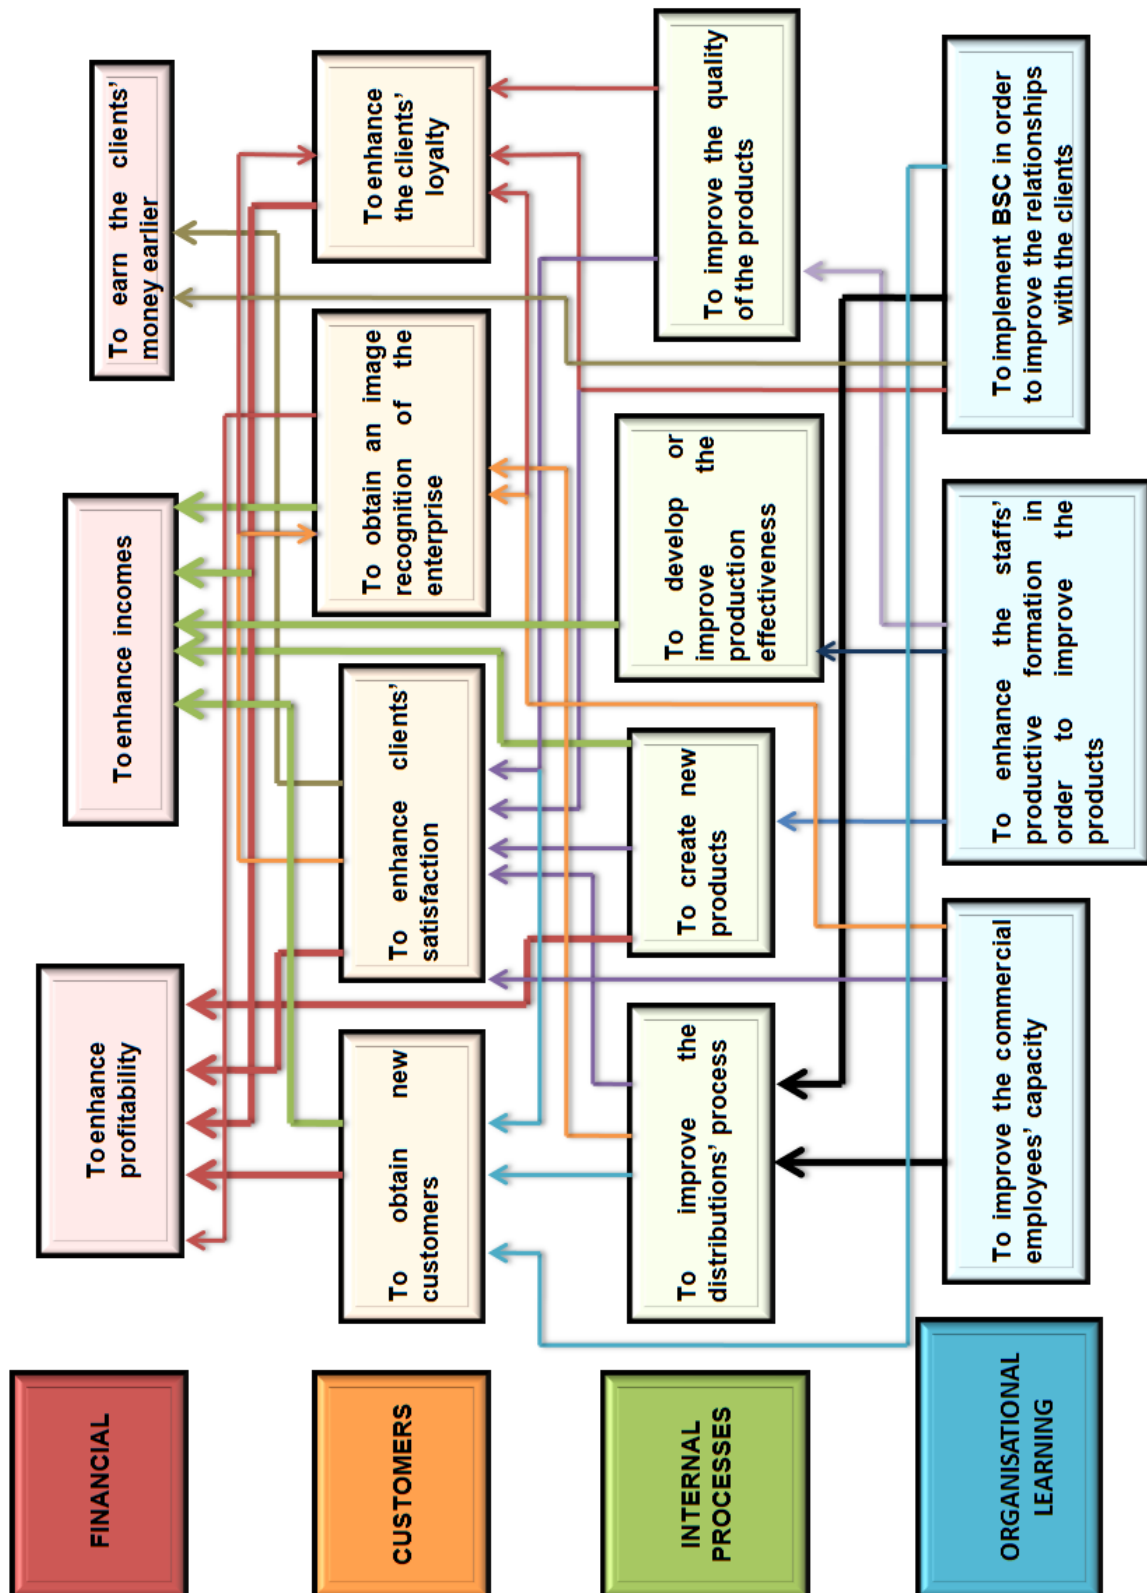 FINANCIAL
To enhance
profitability
To enhance incomes
To earn the clients’
money earlier
CUSTOMERS
To obtain new
customers
To enhance clients’
satisfaction
To obtain an image
recognition of the
enterprise
To enhance
the clients’
loyalty
INTERNAL
PROCESSES
To improve the
distributions’ process
To create new
products
To develop or
improve the
production
effectiveness
To improve the quality
of the products
ORGANISATIONAL
LEARNING
To improve the commercial
employees’ capacity
To enhance the staffs’
productive formation in
order to improve the
products
To implement BSC in order
to improve the relationships
with the clients